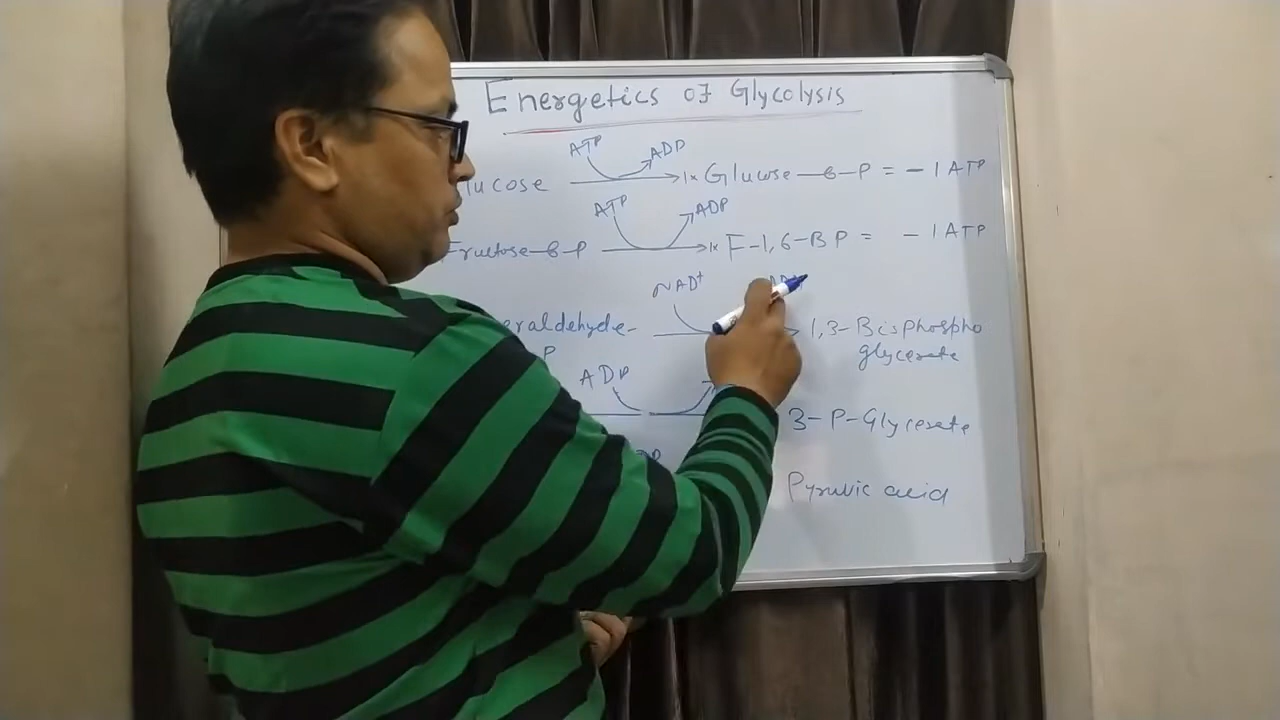 Energetics of Glycolysis
ATP ADP
lucose 1x Glucose-6-P = -1 ATP
ATP ADP
Fructose-6-P 1x F-1,6-BP = -1 ATP
NAD+
eraldehyde- 1,3-Bisphospho
P glycerate
ADP
3-P-Glycerate
Pyruvic acid